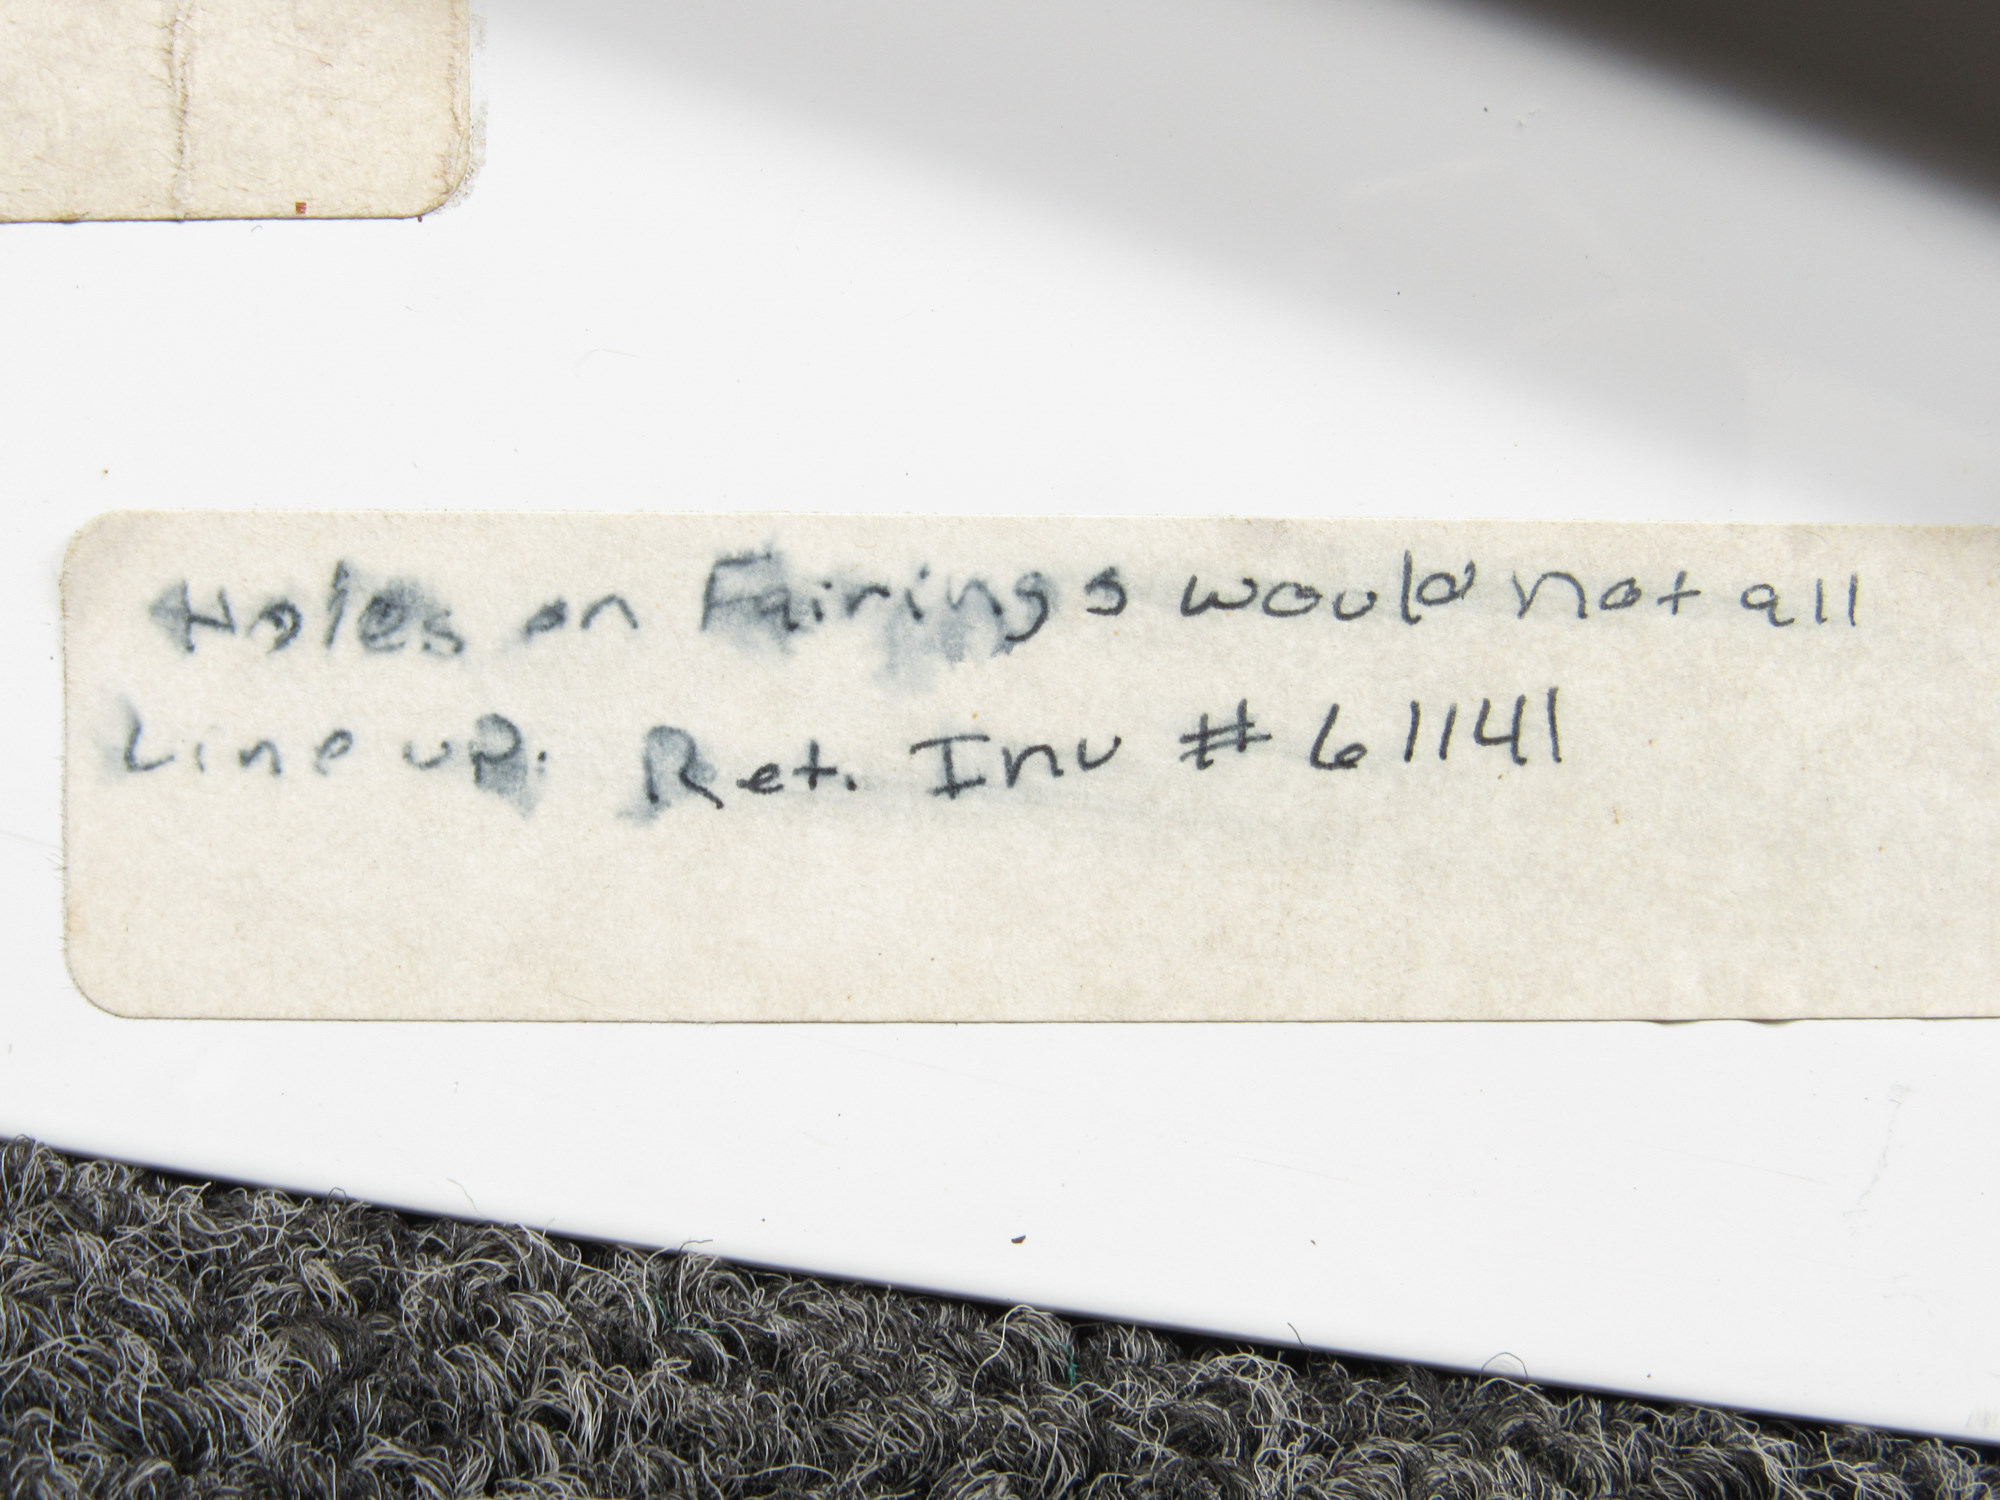 Holes on Fairings would not all
Line up. Ret. Inv # 61141